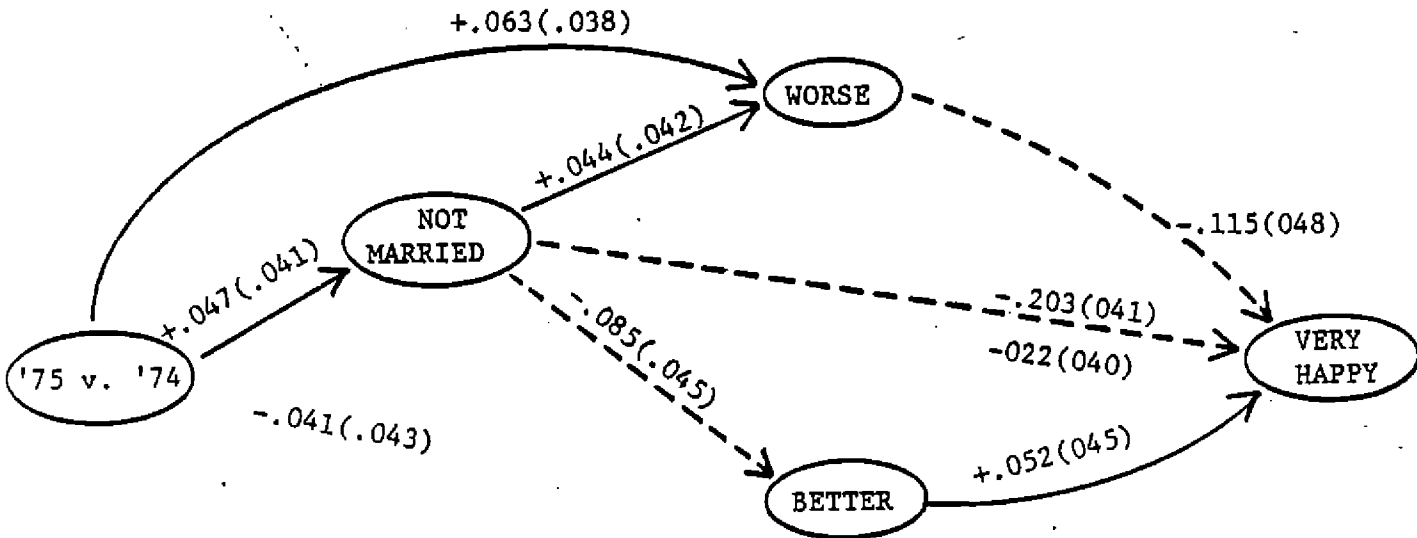 +.063(.038)
WORSE
+.044(.042)
NOT
MARRIED
-.115(048)
+.047(.041)
-.203(041)
-.085(.045)
VERY
HAPPY
-022(040)
'75 v. '74
-.041(.043)
+.052(045)
BETTER